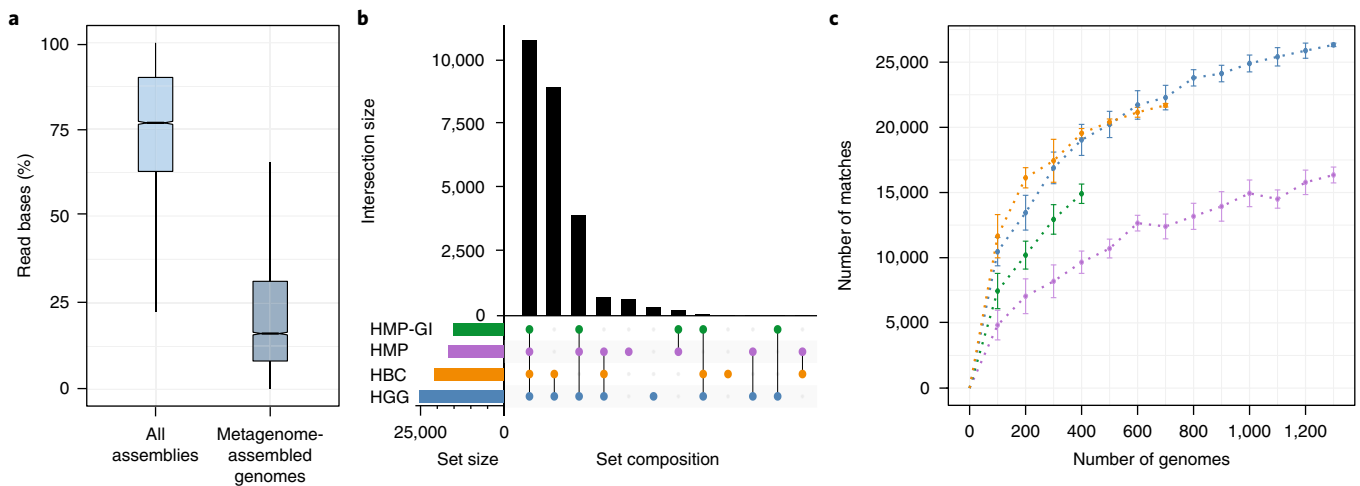 a
Read bases (%)
100
75
50
25
0
All
assemblies
Metagenome-
assembled
genomes
b
Intersection size
10,000
7,500
5,000
2,500
0
HMP-GI
HMP
HBC
HGG
25,000
0
Set size
Set composition
c
Number of matches
25,000
20,000
15,000
10,000
5,000
0
0
200
400
600
800
1,000
1,200
Number of genomes